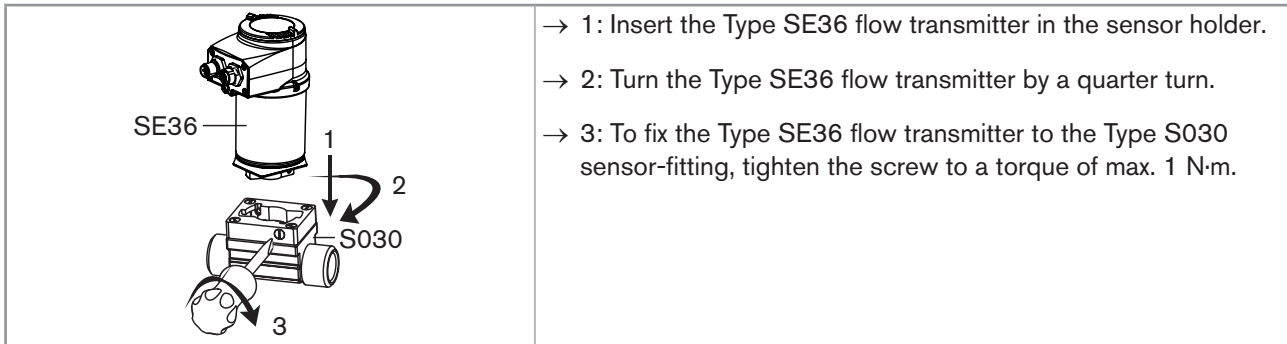 SE36
1
2
S030
3
→ 1: Insert the Type SE36 flow transmitter in the sensor holder.
→ 2: Turn the Type SE36 flow transmitter by a quarter turn.
→ 3: To fix the Type SE36 flow transmitter to the Type S030
sensor-fitting, tighten the screw to a torque of max. 1 N·m.